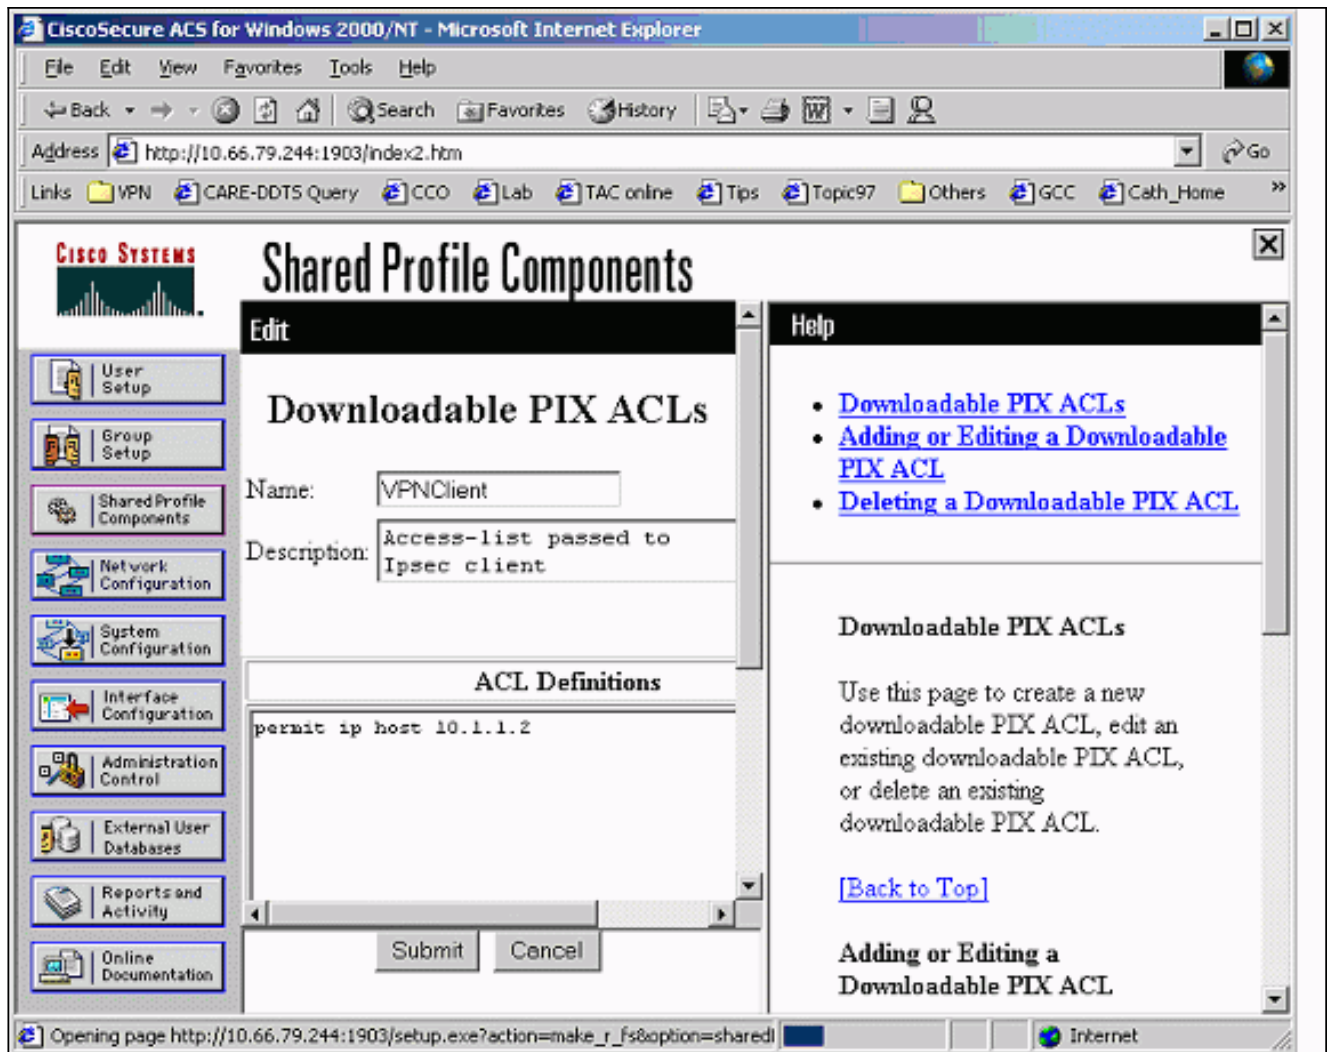 CiscoSecure ACS for Windows 2000/NT - Microsoft Internet Explorer
File Edit View Favorites Tools Help
Back Search Favorites History
Address http://10.66.79.244:1903/index2.htm Go
Links VPN CARE-DDTS Query CCO Lab TAC online Tips Topic97 Others GCC Cath_Home »
CISCO SYSTEMS
Shared Profile Components
User
Setup
Group
Setup
Shared Profile
Components
Network
Configuration
System
Configuration
Interface
Configuration
Administration
Control
External User
Databases
Reports and
Activity
Online
Documentation
Edit
Downloadable PIX ACLs
Name: VPNClient
Description: Access-list passed to
Ipsec client
ACL Definitions
permit ip host 10.1.1.2
Submit Cancel
Help
• Downloadable PIX ACLs
• Adding or Editing a Downloadable
PIX ACL
• Deleting a Downloadable PIX ACL
Downloadable PIX ACLs
Use this page to create a new
downloadable PIX ACL, edit an
existing downloadable PIX ACL,
or delete an existing
downloadable PIX ACL.
[Back to Top]
Adding or Editing a
Downloadable PIX ACL
Opening page http://10.66.79.244:1903/setup.exe?action=make_r_fs&option=shared Internet